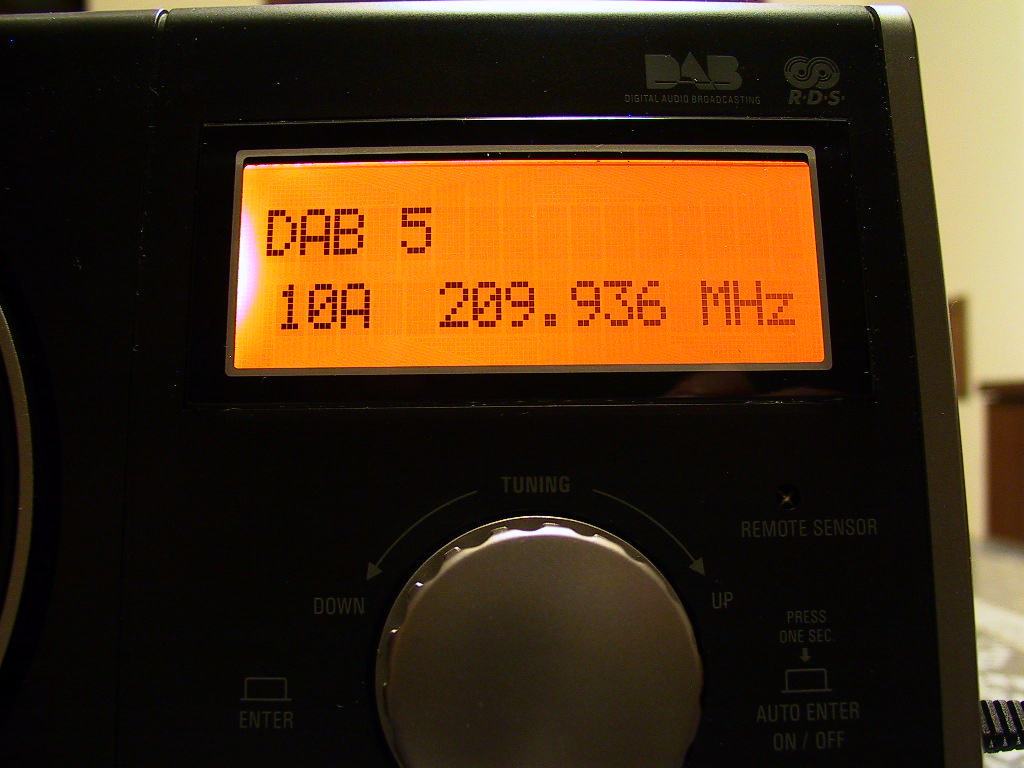 DAB
DIGITAL AUDIO BROADCASTING
R·D·S·
DAB 5
10A 209.936 MHz
TUNING
REMOTE SENSOR
DOWN
UP
PRESS
ONE SEC.
ENTER
AUTO ENTER
ON / OFF